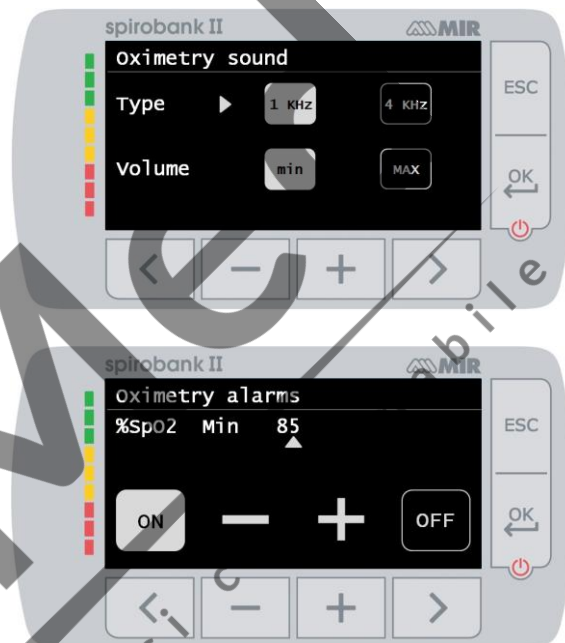 spirobank II MIR
Oximetry sound
ESC
Type 1 KHz 4 KHz
Volume min MAX
OK
spirobank II MIR
Oximetry alarms
%SpO2 Min 85
ESC
ON OFF
OK